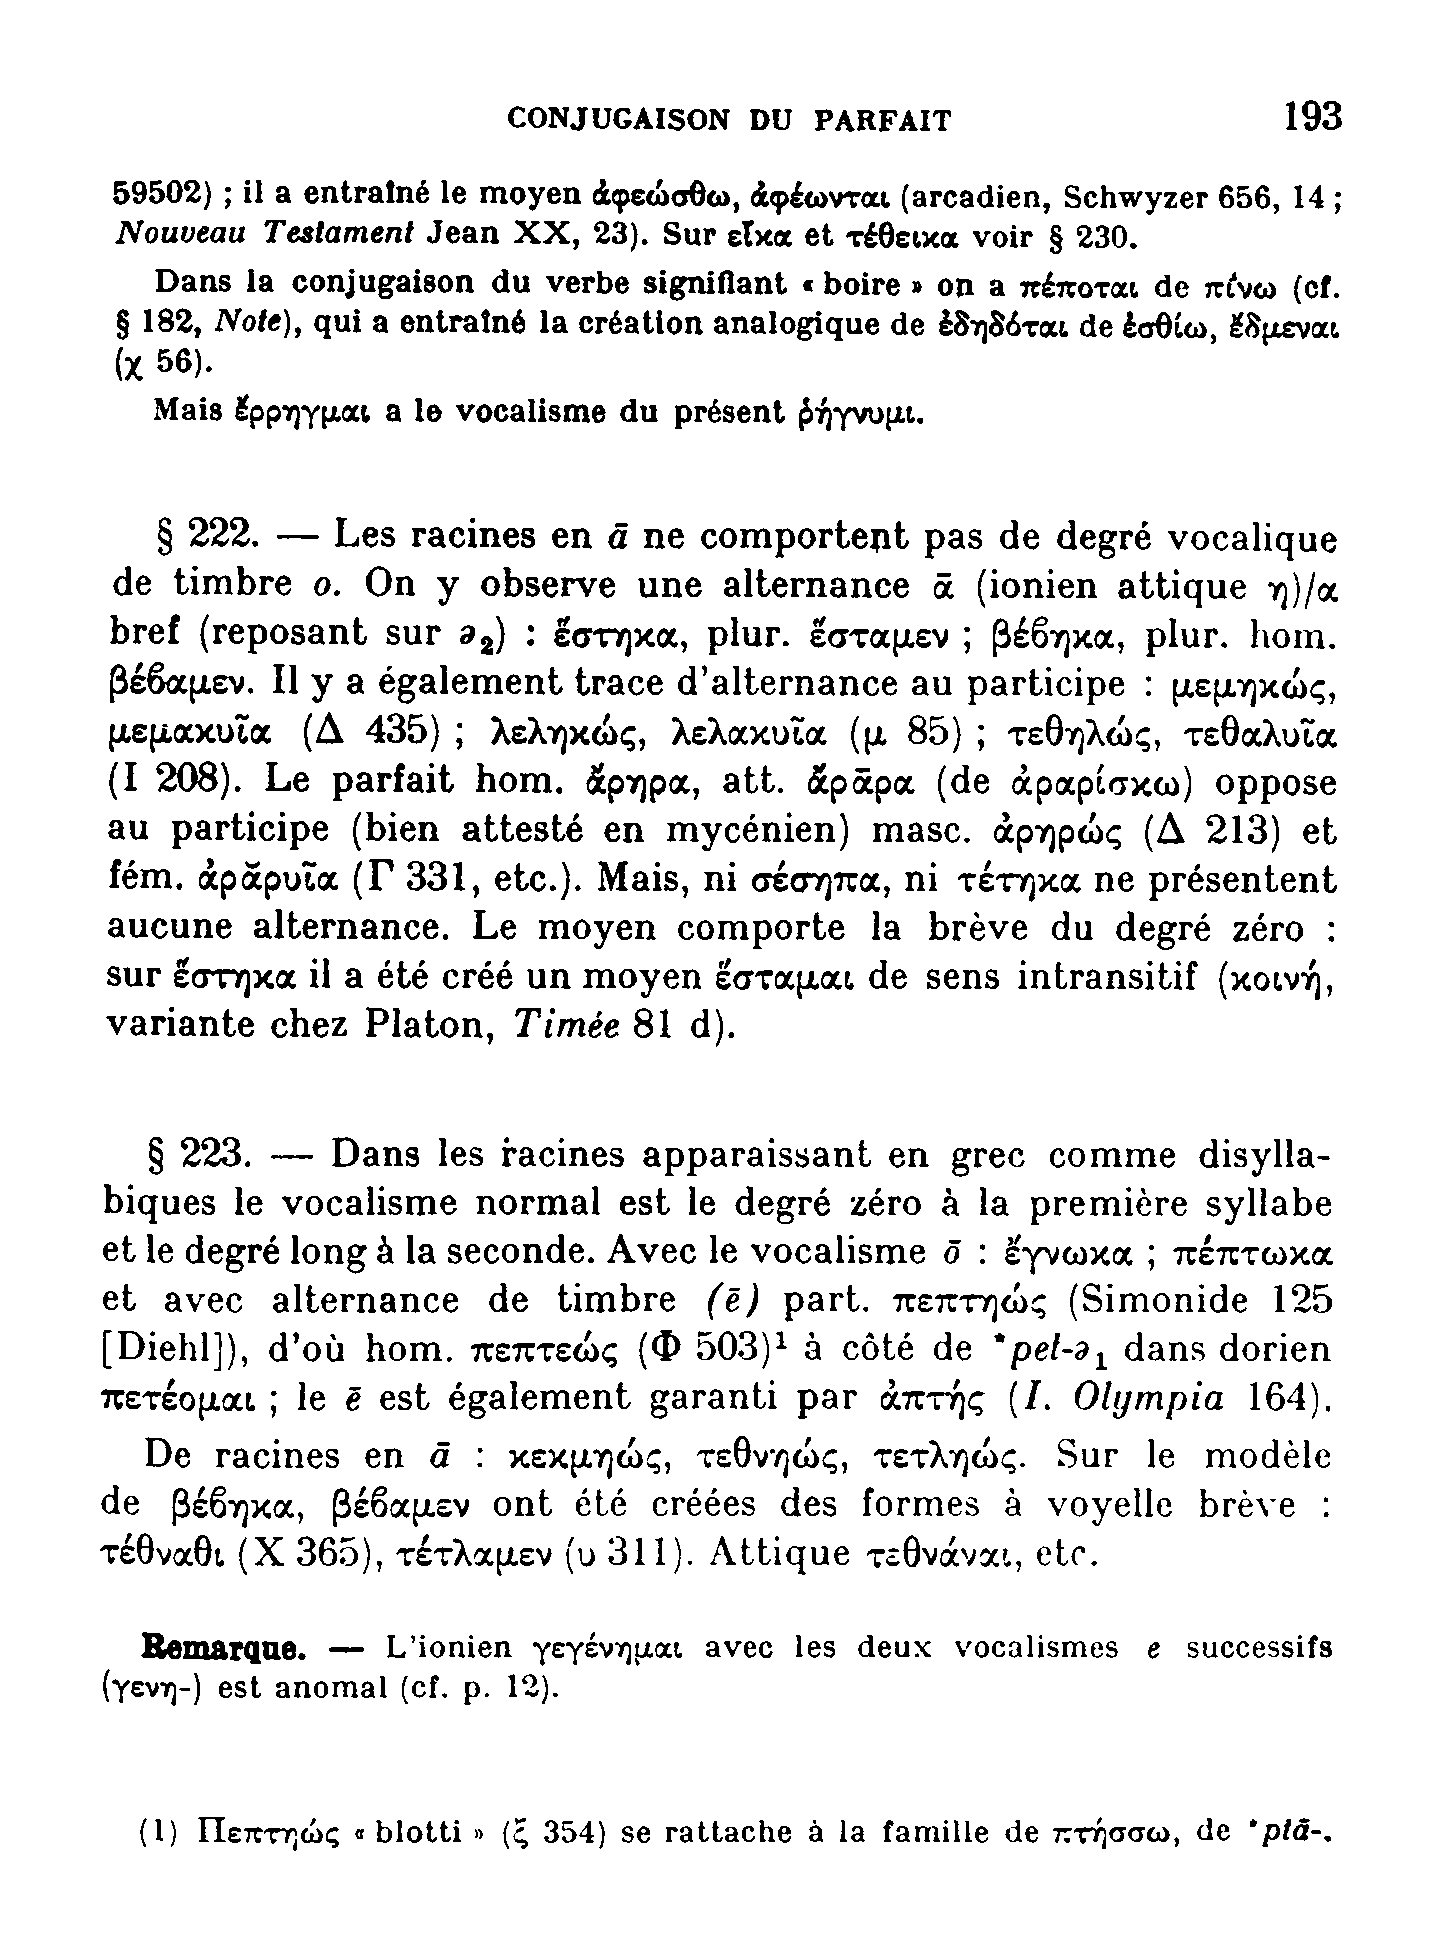 CONJUGAISON DU PARFAIT 193
59502) ; il a entraîné le moyen ἀφεώσθω, ἀφέωνται (arcadien, Schwyzer 656, 14 ;
Nouveau Testament Jean XX, 23). Sur εἶκα et τέθεικα voir § 230.
Dans la conjugaison du verbe signifiant « boire » on a πέποται de πίνω (cf.
§ 182, Note), qui a entraîné la création analogique de ἐδηδόται de ἐσθίω, ἔδμεναι
(χ 56).
Mais ἔρρηγμαι a le vocalisme du présent ῥήγνυμι.
§ 222. — Les racines en ā ne comportent pas de degré vocalique
de timbre o. On y observe une alternance ᾱ (ionien attique η)/α
bref (reposant sur ə₂) : ἕστηκα, plur. ἕσταμεν ; βέϐηκα, plur. hom.
βέϐαμεν. Il y a également trace d'alternance au participe : μεμηκώς,
μεμακυῖα (Δ 435) ; λεληκώς, λελακυῖα (μ 85) ; τεθηλώς, τεθαλυῖα
(I 208). Le parfait hom. ἄρηρα, att. ἄρᾱρα (de ἀραρίσκω) oppose
au participe (bien attesté en mycénien) masc. ἀρηρώς (Δ 213) et
fém. ἀρᾰρυῖα (Γ 331, etc.). Mais, ni σέσηπα, ni τέτηκα ne présentent
aucune alternance. Le moyen comporte la brève du degré zéro :
sur ἕστηκα il a été créé un moyen ἕσταμαι de sens intransitif (κοινή,
variante chez Platon, Timée 81 d).
§ 223. — Dans les racines apparaissant en grec comme disylla-
biques le vocalisme normal est le degré zéro à la première syllabe
et le degré long à la seconde. Avec le vocalisme ō : ἔγνωκα ; πέπτωκα
et avec alternance de timbre (ē) part. πεπτηώς (Simonide 125
[Diehl]), d'où hom. πεπτεώς (Φ 503)¹ à côté de *pet-ə₁ dans dorien
πετέομαι ; le ē est également garanti par ἀπτής (I. Olympia 164).
De racines en ā : κεκμηώς, τεθνηώς, τετληώς. Sur le modèle
de βέϐηκα, βέϐαμεν ont été créées des formes à voyelle brève :
τέθναθι (X 365), τέτλαμεν (υ 311). Attique τεθνάναι, etc.
Remarque. — L'ionien γεγένημαι avec les deux vocalismes e successifs
(γενη-) est anomal (cf. p. 12).
(1) Πεπτηώς « blotti » (ξ 354) se rattache à la famille de πτήσσω, de *ptā-.